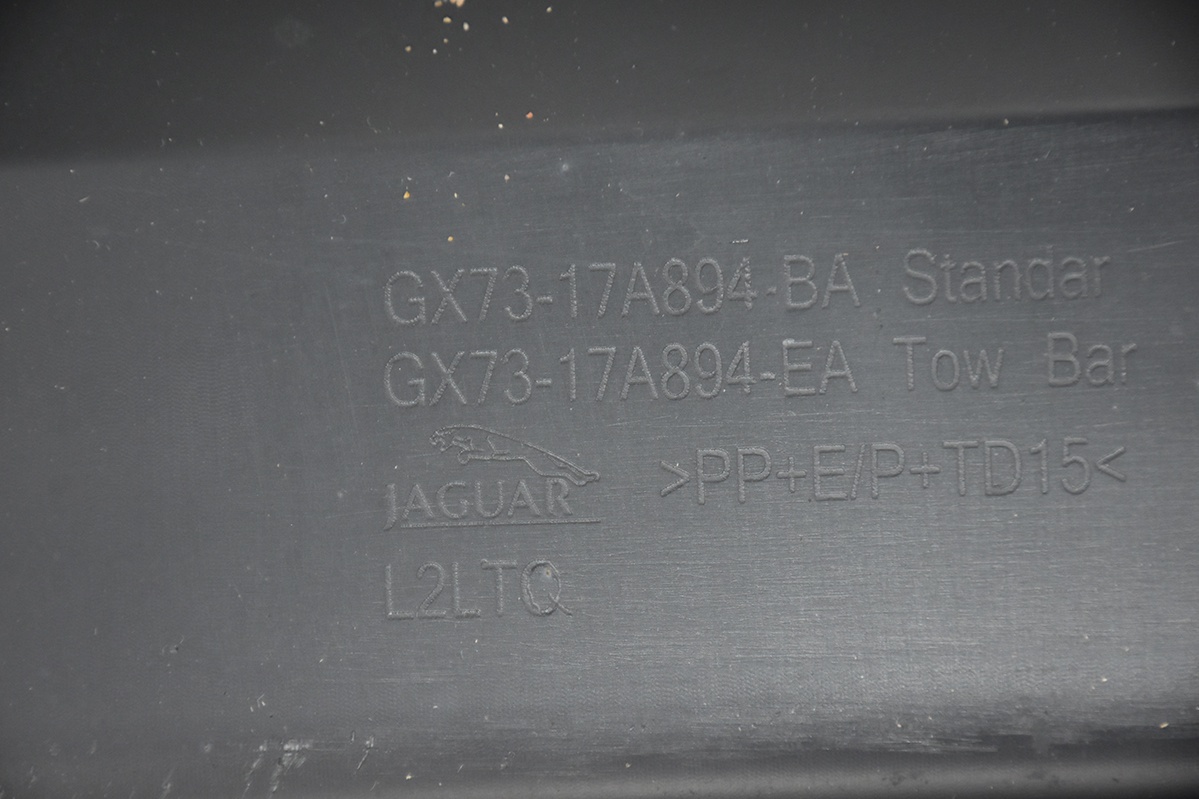 GX73-17A894-BA Standar
GX73-17A894-EA Tow Bar
JAGUAR >PP+E/P+TD15<
L2LTQ